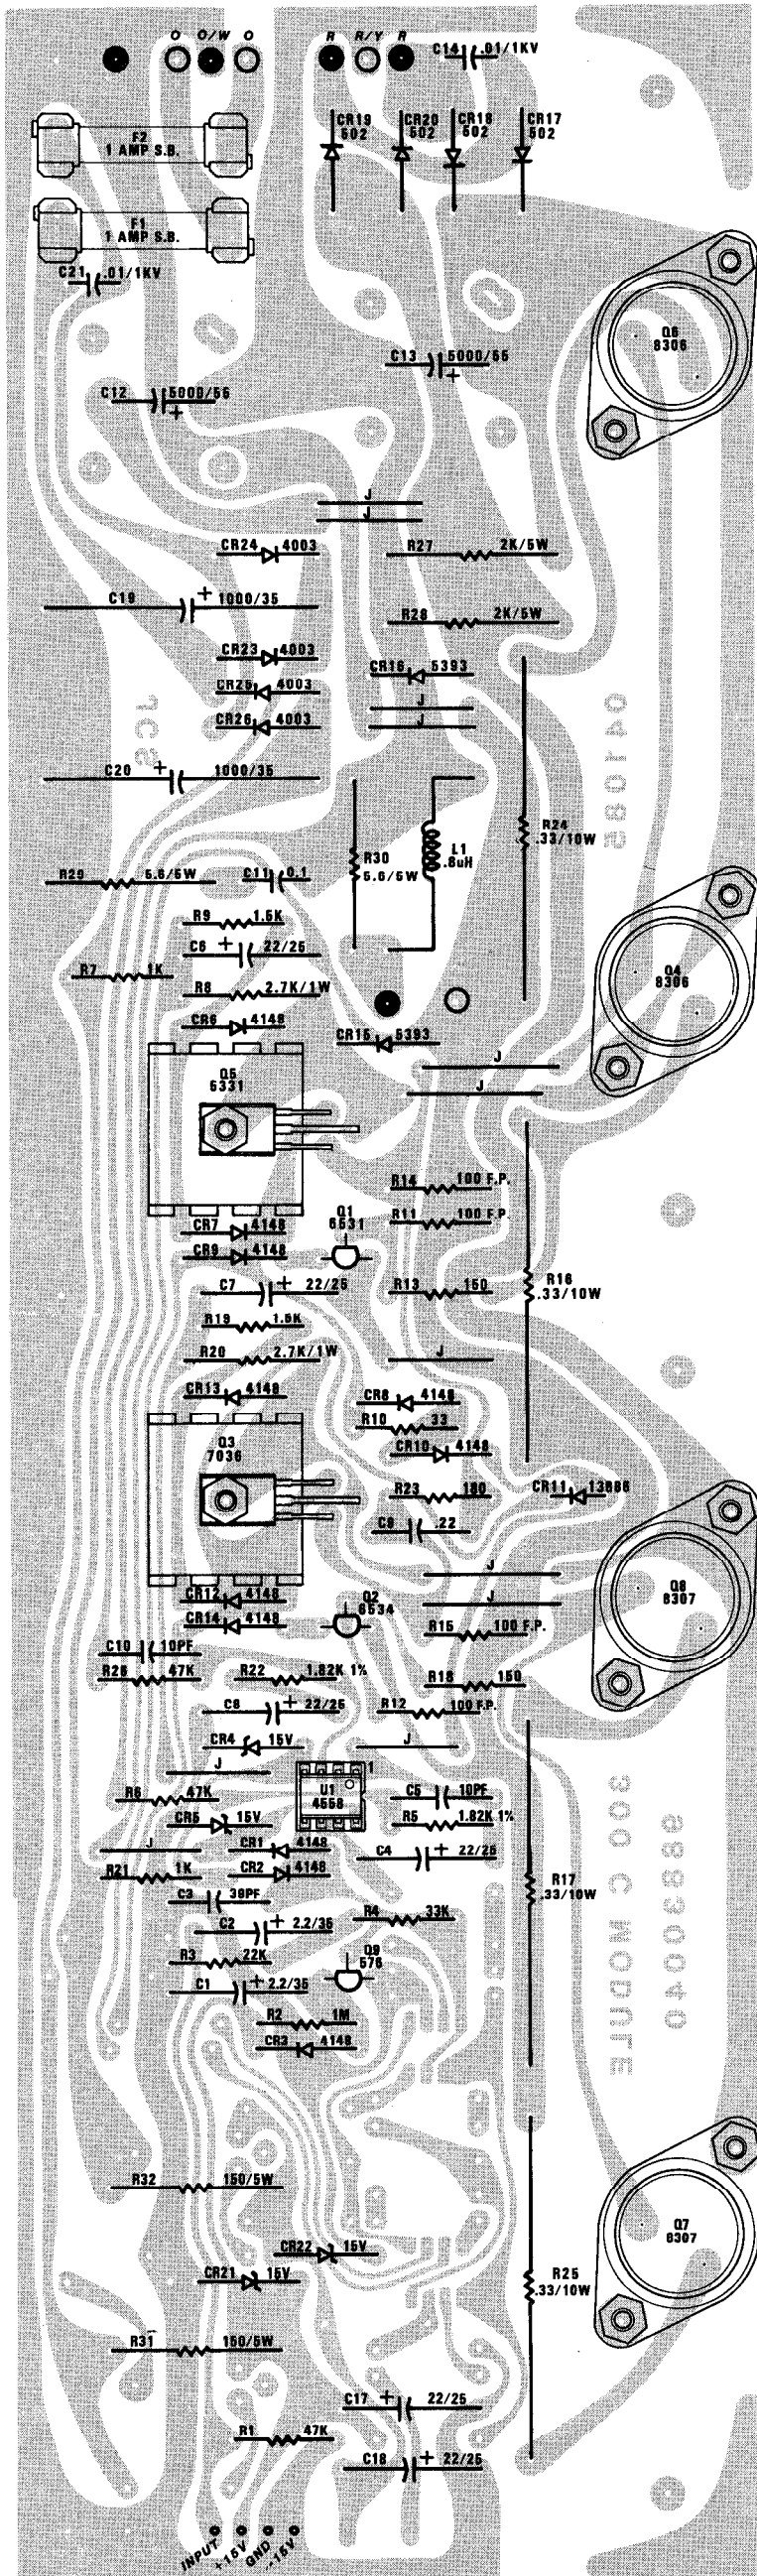 O O/W O R R/Y R
C14 .01/1KV
CR19 502
CR20 502
CR18 502
CR17 502
F2
1 AMP S.B.
F1
1 AMP S.B.
C21 .01/1KV
Q6
8306
C13 5000/55
+
C12 5000/55
+
J
J
CR24 4003
R27 2K/5W
C19 + 1000/35
R28 2K/5W
CR23 4003
CR16 5393
CR25 4003
J
CR26 4003
J
JCS
041085
C20 + 1000/35
R24
.33/10W
R30
5.6/5W
L1
.8uH
R29 5.6/5W
C11 0.1
R9 1.5K
C6 + 22/25
R7 1K
R8 2.7K/1W
Q4
8306
CR6 4148
CR15 5393
J
J
Q5
6331
R14 100 F.P.
Q1
6531
R11 100 F.P.
CR7 4148
CR9 4148
C7 + 22/25
R13 150
R16
.33/10W
R19 1.5K
R20 2.7K/1W
J
CR13 4148
CR8 4148
R10 33
Q3
7036
CR10 4148
R23 180
CR11
C9 .22
J
Q8
8307
CR12 4148
J
CR14 4148
Q2
6534
R15 100 F.P.
C10 10PF
R26 47K
R22 1.82K 1%
R18 150
C8 + 22/25
R12 100 F.P.
CR4 15V
J
J
U1
4558
1
R6 47K
C5 10PF
CR5 15V
R5 1.82K 1%
J
CR1 4148
C4 + 22/25
R21 1K
CR2 4148
C3 39PF
R17
.33/10W
300 C MODULE
9883040
C2 + 2.2/35
R4 33K
R3 22K
Q9
576
C1 + 2.2/35
R2 1M
CR3 4148
R32 150/5W
Q7
8307
CR22 15V
CR21 15V
R25
.33/10W
R31 150/5W
C17 + 22/25
R1 47K
C18 + 22/25
INPUT
+15V
GND
-15V